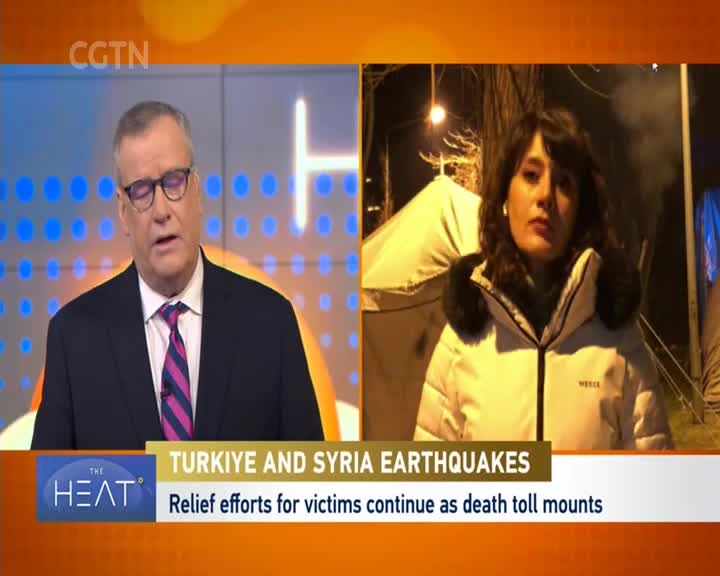 CGTN
H
TURKIYE AND SYRIA EARTHQUAKES
THE
HEAT
Relief efforts for victims continue as death toll mounts